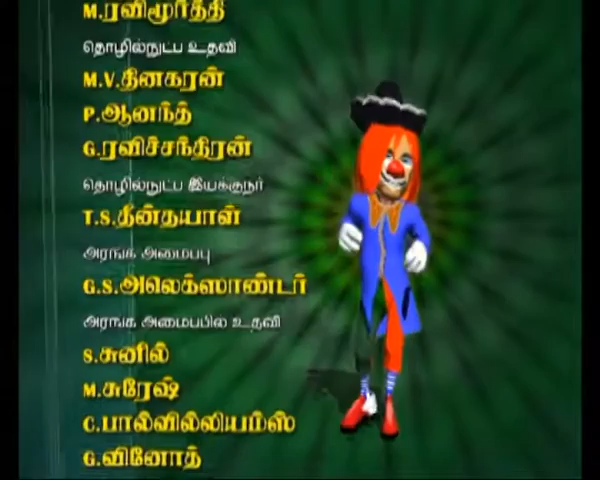 M.ரவிமூர்த்தி
தொழில்நுட்ப உதவி
M.V.தினகரன்
P.ஆனந்த்
G.ரவிச்சந்திரன்
தொழில்நுட்ப இயக்குநர்
T.S.தீன்தயாள்
அரங்க அமைப்பு
G.S.அலெக்ஸாண்டர்
அரங்க அமைப்பில் உதவி
S.சுனில்
M.சுரேஷ்
C.பால்வில்லியம்ஸ்
G.வினோத்